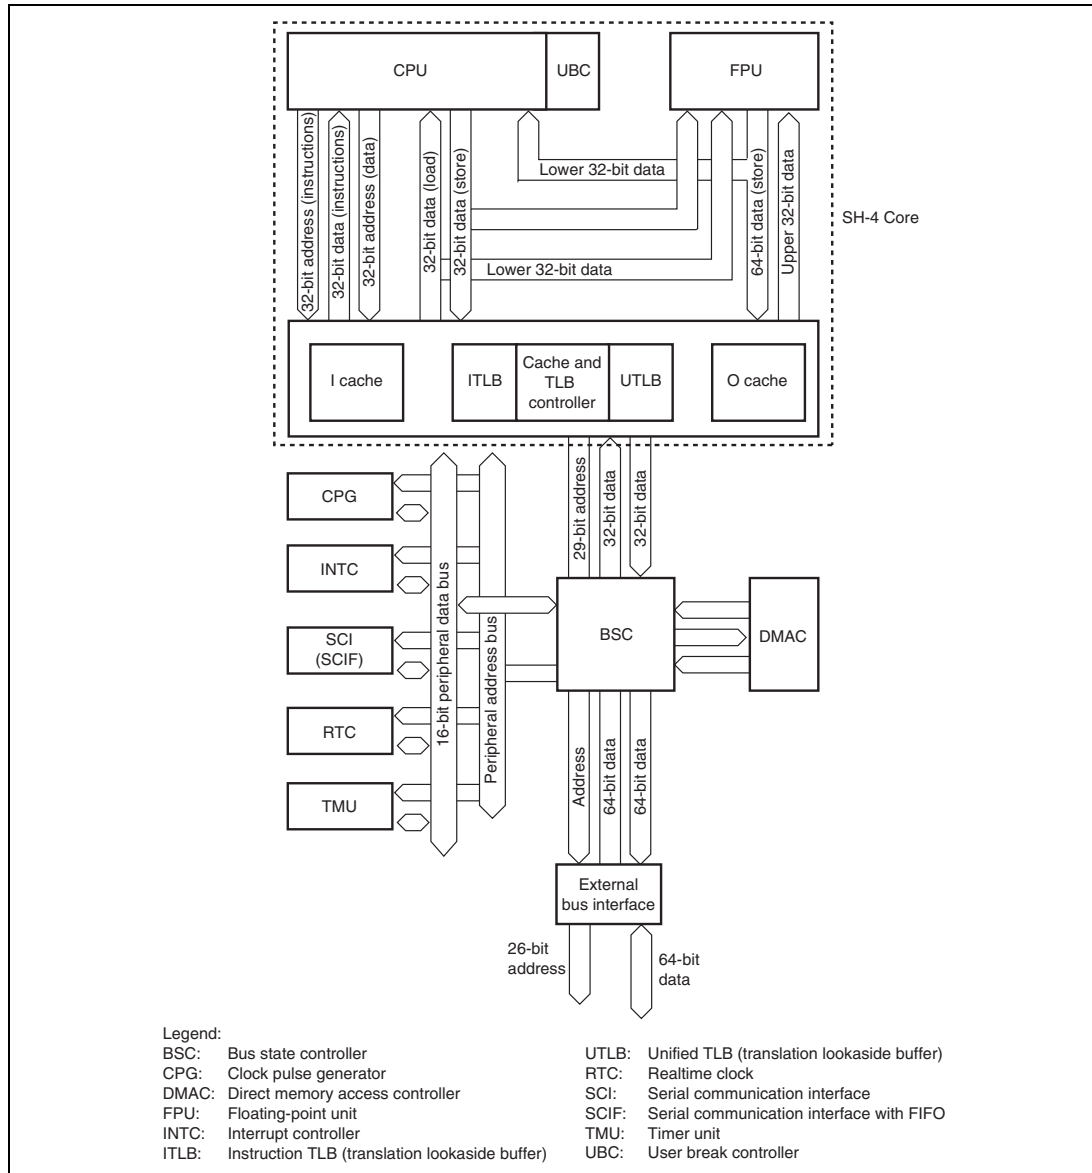 CPU
UBC
FPU
32-bit address (instructions)
32-bit data (instructions)
32-bit address (data)
32-bit data (load)
32-bit data (store)
Lower 32-bit data
Lower 32-bit data
64-bit data (store)
Upper 32-bit data
SH-4 Core
I cache
ITLB
Cache and
TLB
controller
UTLB
O cache
CPG
INTC
SCI
(SCIF)
RTC
TMU
16-bit peripheral data bus
Peripheral address bus
29-bit address
32-bit data
32-bit data
BSC
DMAC
Address
64-bit data
64-bit data
External
bus interface
26-bit
address
64-bit
data
Legend:
BSC: Bus state controller
CPG: Clock pulse generator
DMAC: Direct memory access controller
FPU: Floating-point unit
INTC: Interrupt controller
ITLB: Instruction TLB (translation lookaside buffer)
UTLB: Unified TLB (translation lookaside buffer)
RTC: Realtime clock
SCI: Serial communication interface
SCIF: Serial communication interface with FIFO
TMU: Timer unit
UBC: User break controller